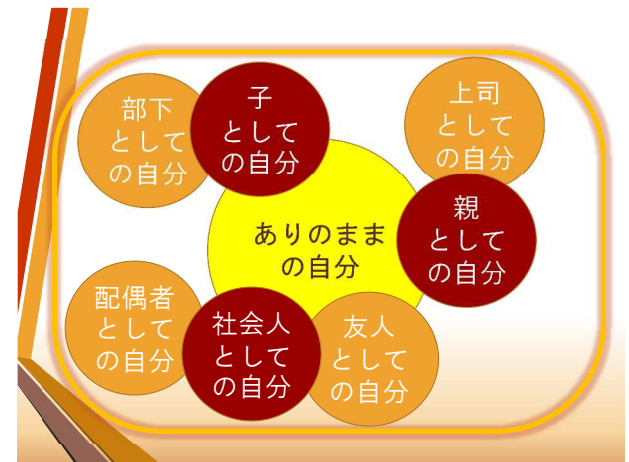 部下
として
の自分
子
として
の自分
上司
として
の自分
ありのまま
の自分
親
として
の自分
配偶者
として
の自分
社会人
として
の自分
友人
として
の自分